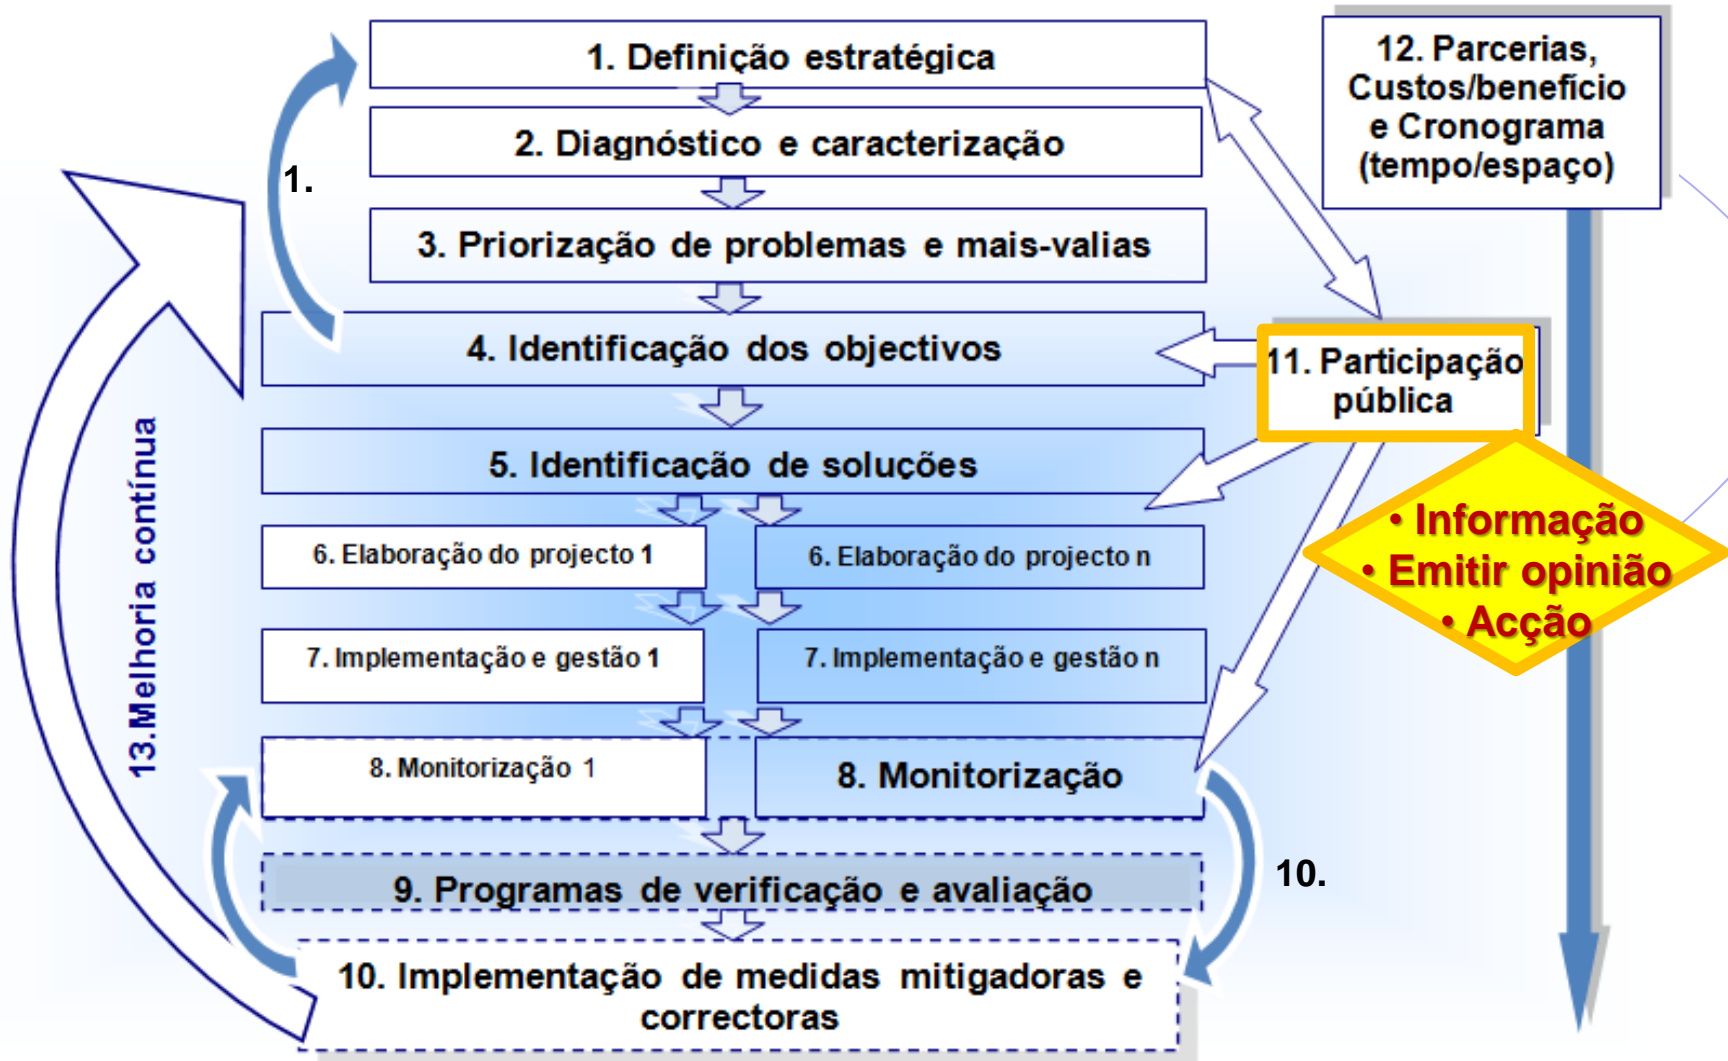 1. Definição estratégica
12. Parcerias,
Custos/benefício
e Cronograma
(tempo/espaço)
2. Diagnóstico e caracterização
1.
3. Priorização de problemas e mais-valias
4. Identificação dos objectivos
11. Participação
pública
5. Identificação de soluções
• Informação
• Emitir opinião
• Acção
6. Elaboração do projecto 1
6. Elaboração do projecto n
7. Implementação e gestão 1
7. Implementação e gestão n
13.Melhoria contínua
8. Monitorização 1
8. Monitorização
9. Programas de verificação e avaliação
10.
10. Implementação de medidas mitigadoras e
correctoras